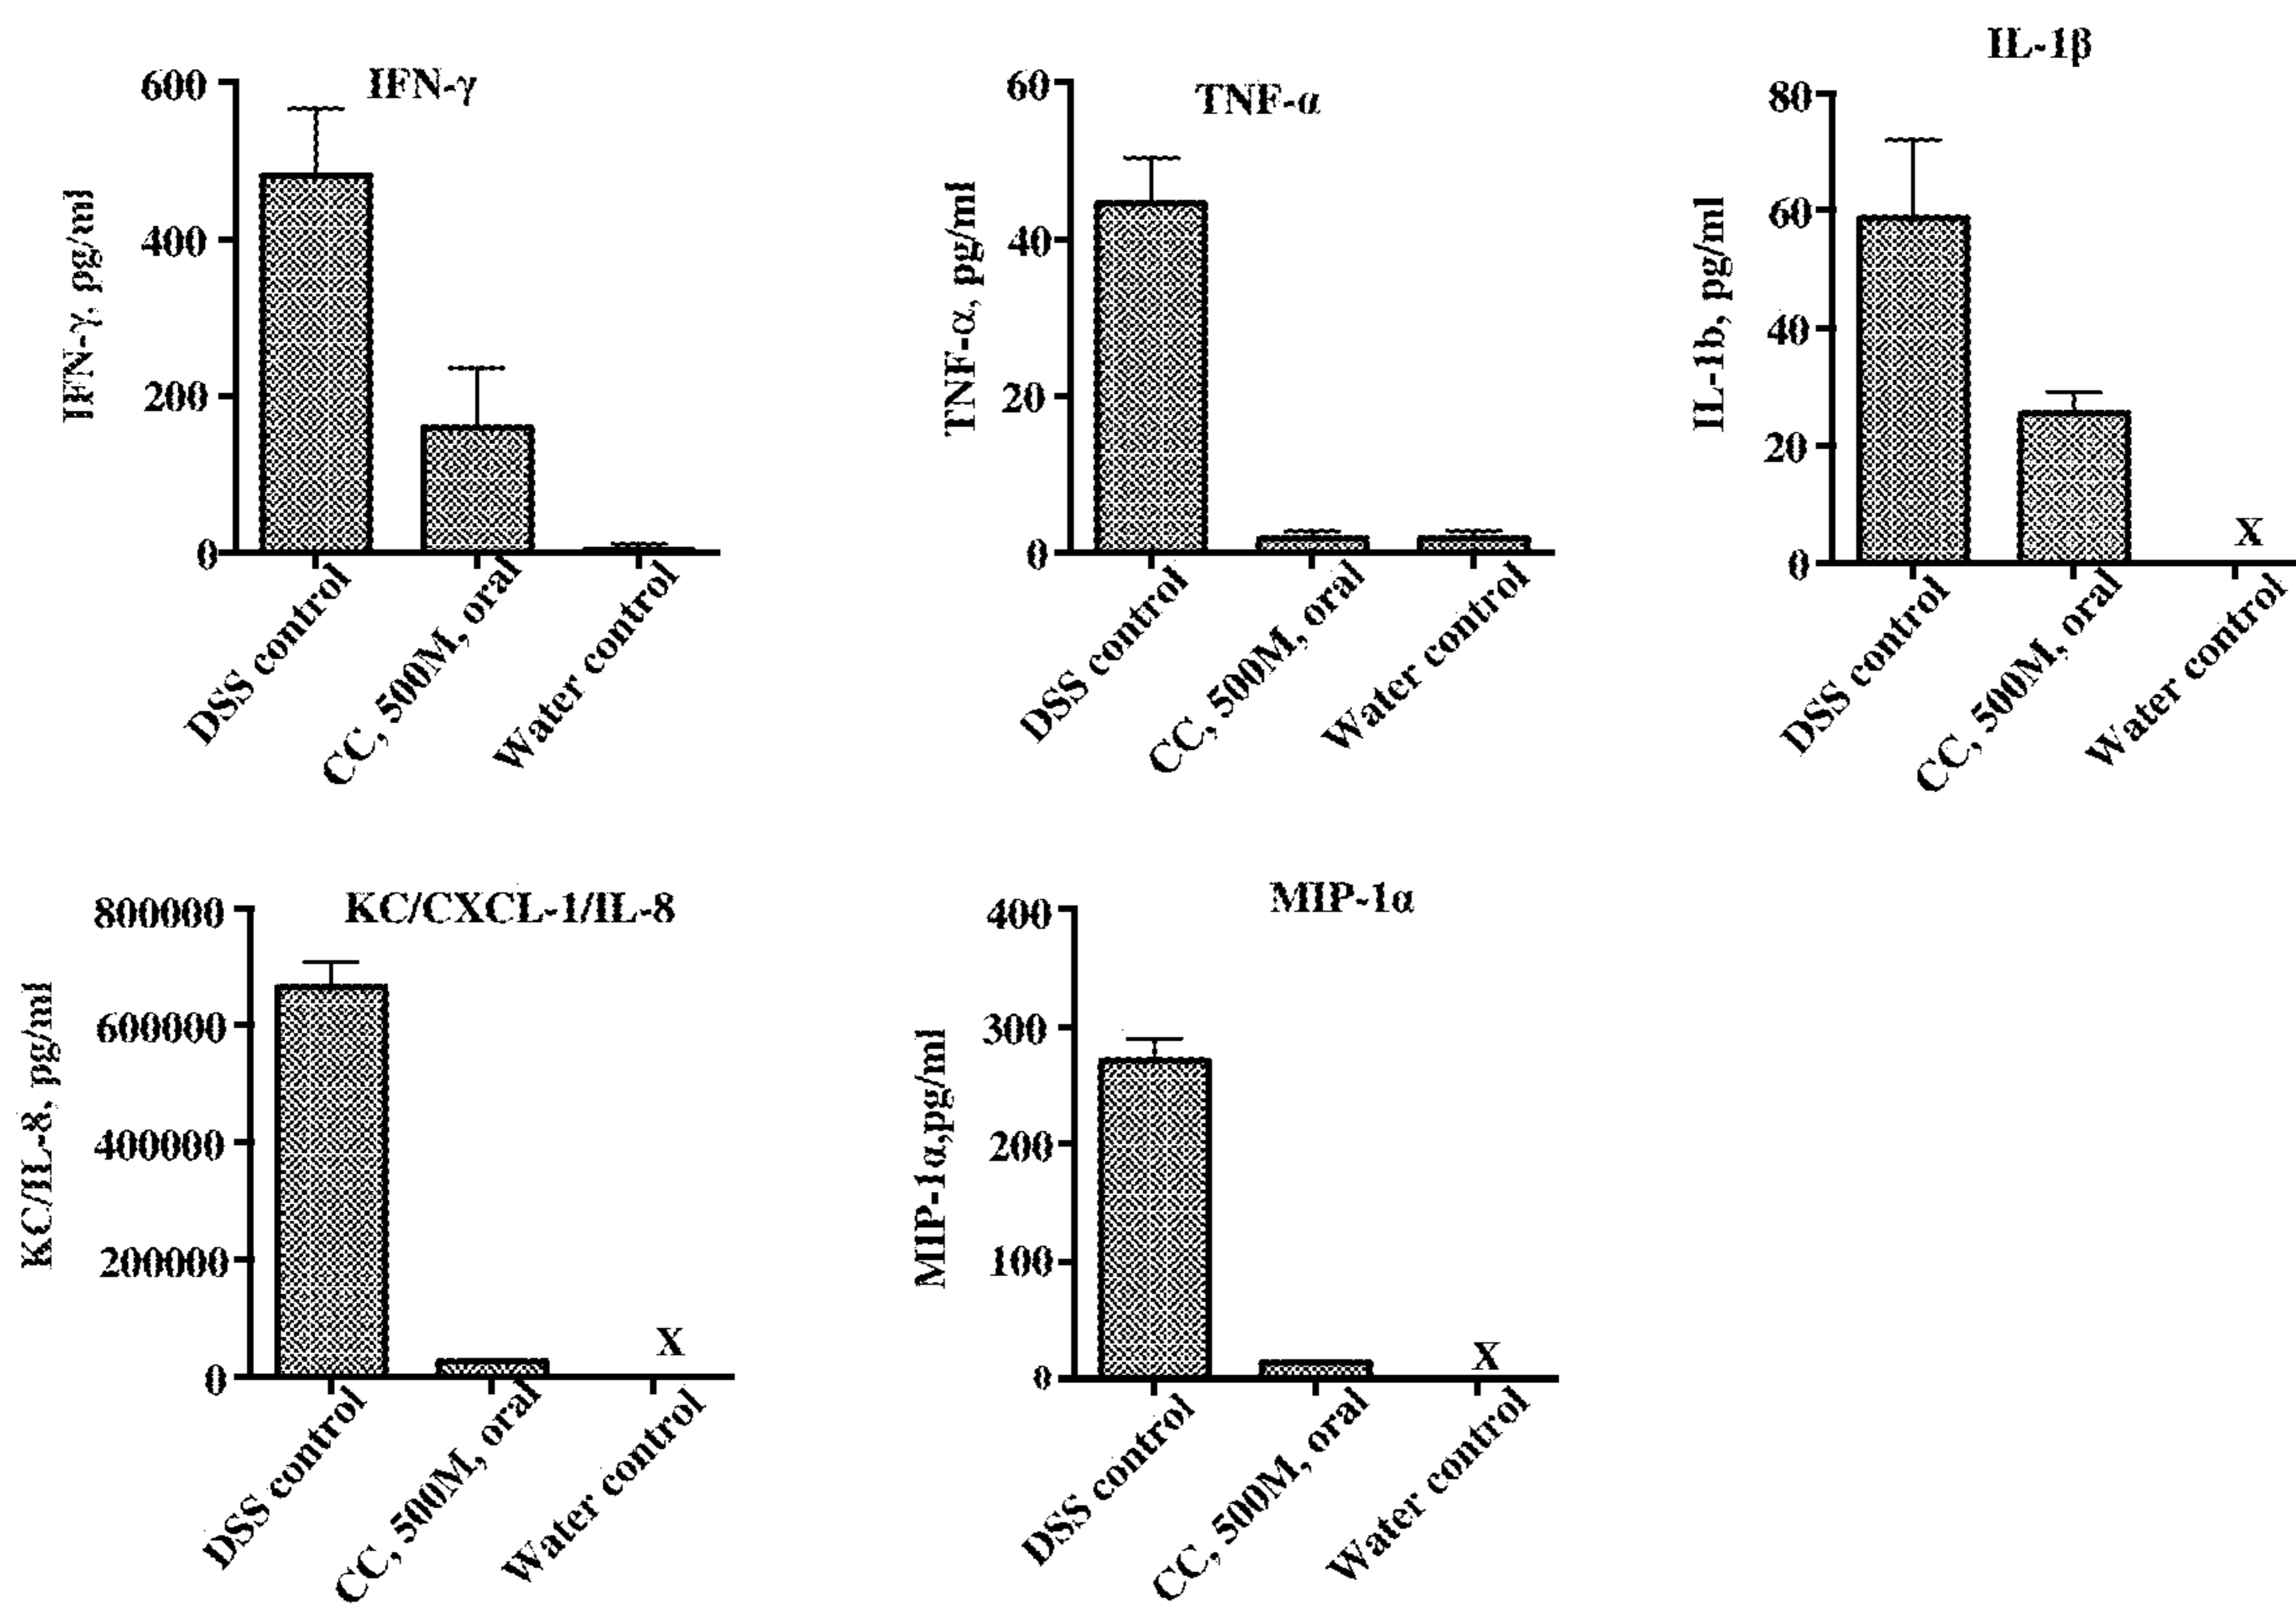 IFN-γ
IFN-γ, pg/ml
600
400
200
0
DSS control
CC, 500M, oral
Water control
TNF-α
TNF-α, pg/ml
60
40
20
0
DSS control
CC, 500M, oral
Water control
IL-1β
IL-1b, pg/ml
80
60
40
20
0
X
DSS control
CC, 500M, oral
Water control
KC/CXCL-1/IL-8
KC/IL-8, pg/ml
800000
600000
400000
200000
0
X
DSS control
CC, 500M, oral
Water control
MIP-1α
MIP-1α,pg/ml
400
300
200
100
0
X
DSS control
CC, 500M, oral
Water control